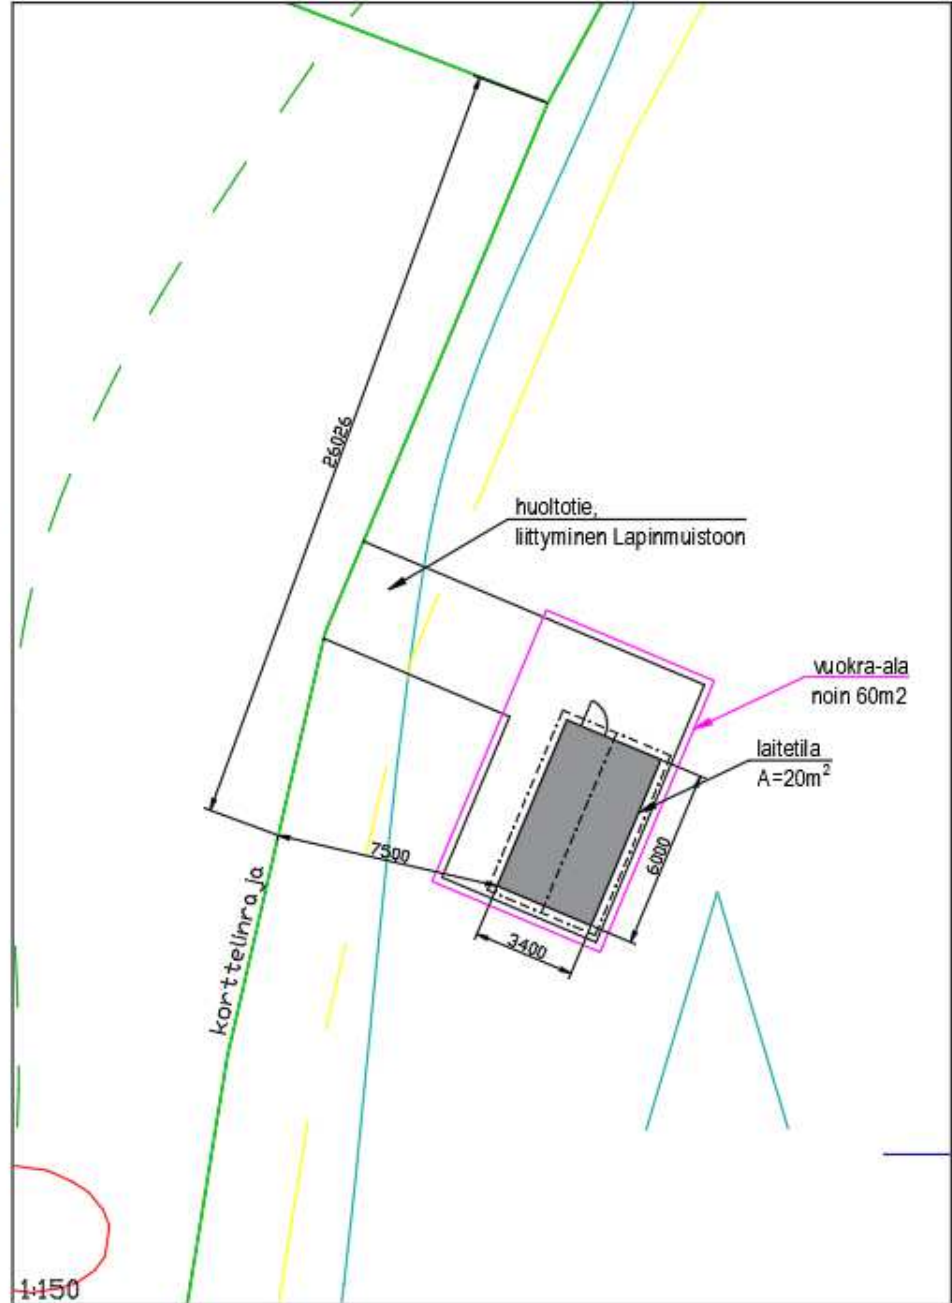 26026
huoltotie,
liittyminen Lapinmuistoon
vuokra-ala
noin 60m2
laitetila
A=20m²
7500
6000
3400
korttelinraja
1:150